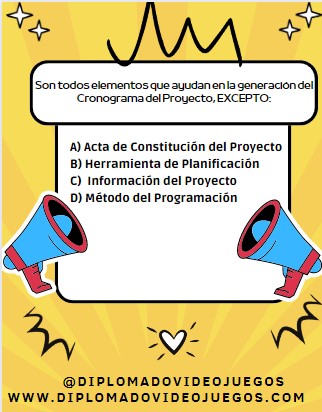 Son todos elementos que ayudan en la generación del
Cronograma del Proyecto, EXCEPTO:
A) Acta de Constitución del Proyecto
B) Herramienta de Planificación
C) Información del Proyecto
D) Método del Programación
@DIPLOMADOVIDEOJUEGOS
WWW.DIPLOMADOVIDEOJUEGOS.COM